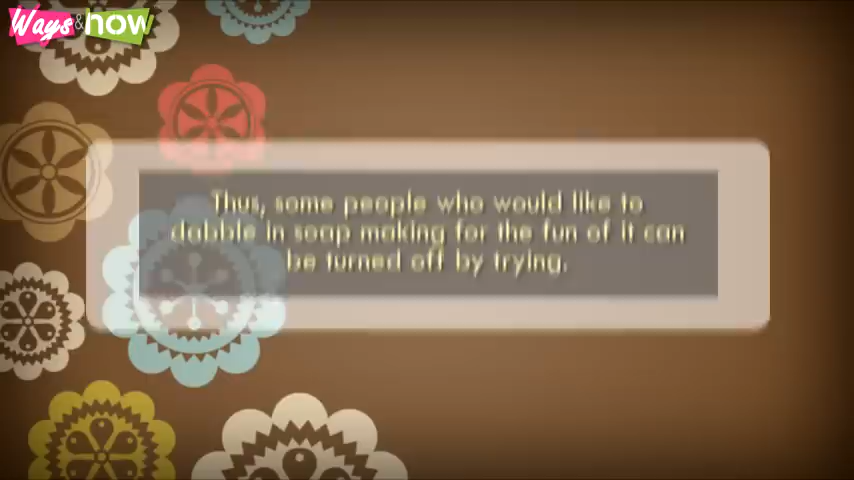 Ways & how
Thus, some people who would like to
dabble in soap making for the fun of it can
be turned off by trying.